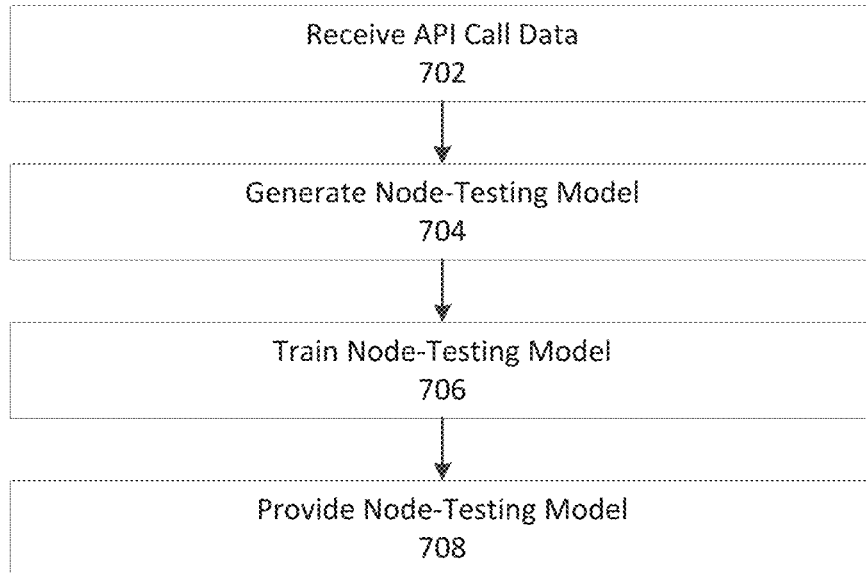 Receive API Call Data
702
Generate Node-Testing Model
704
Train Node-Testing Model
706
Provide Node-Testing Model
708